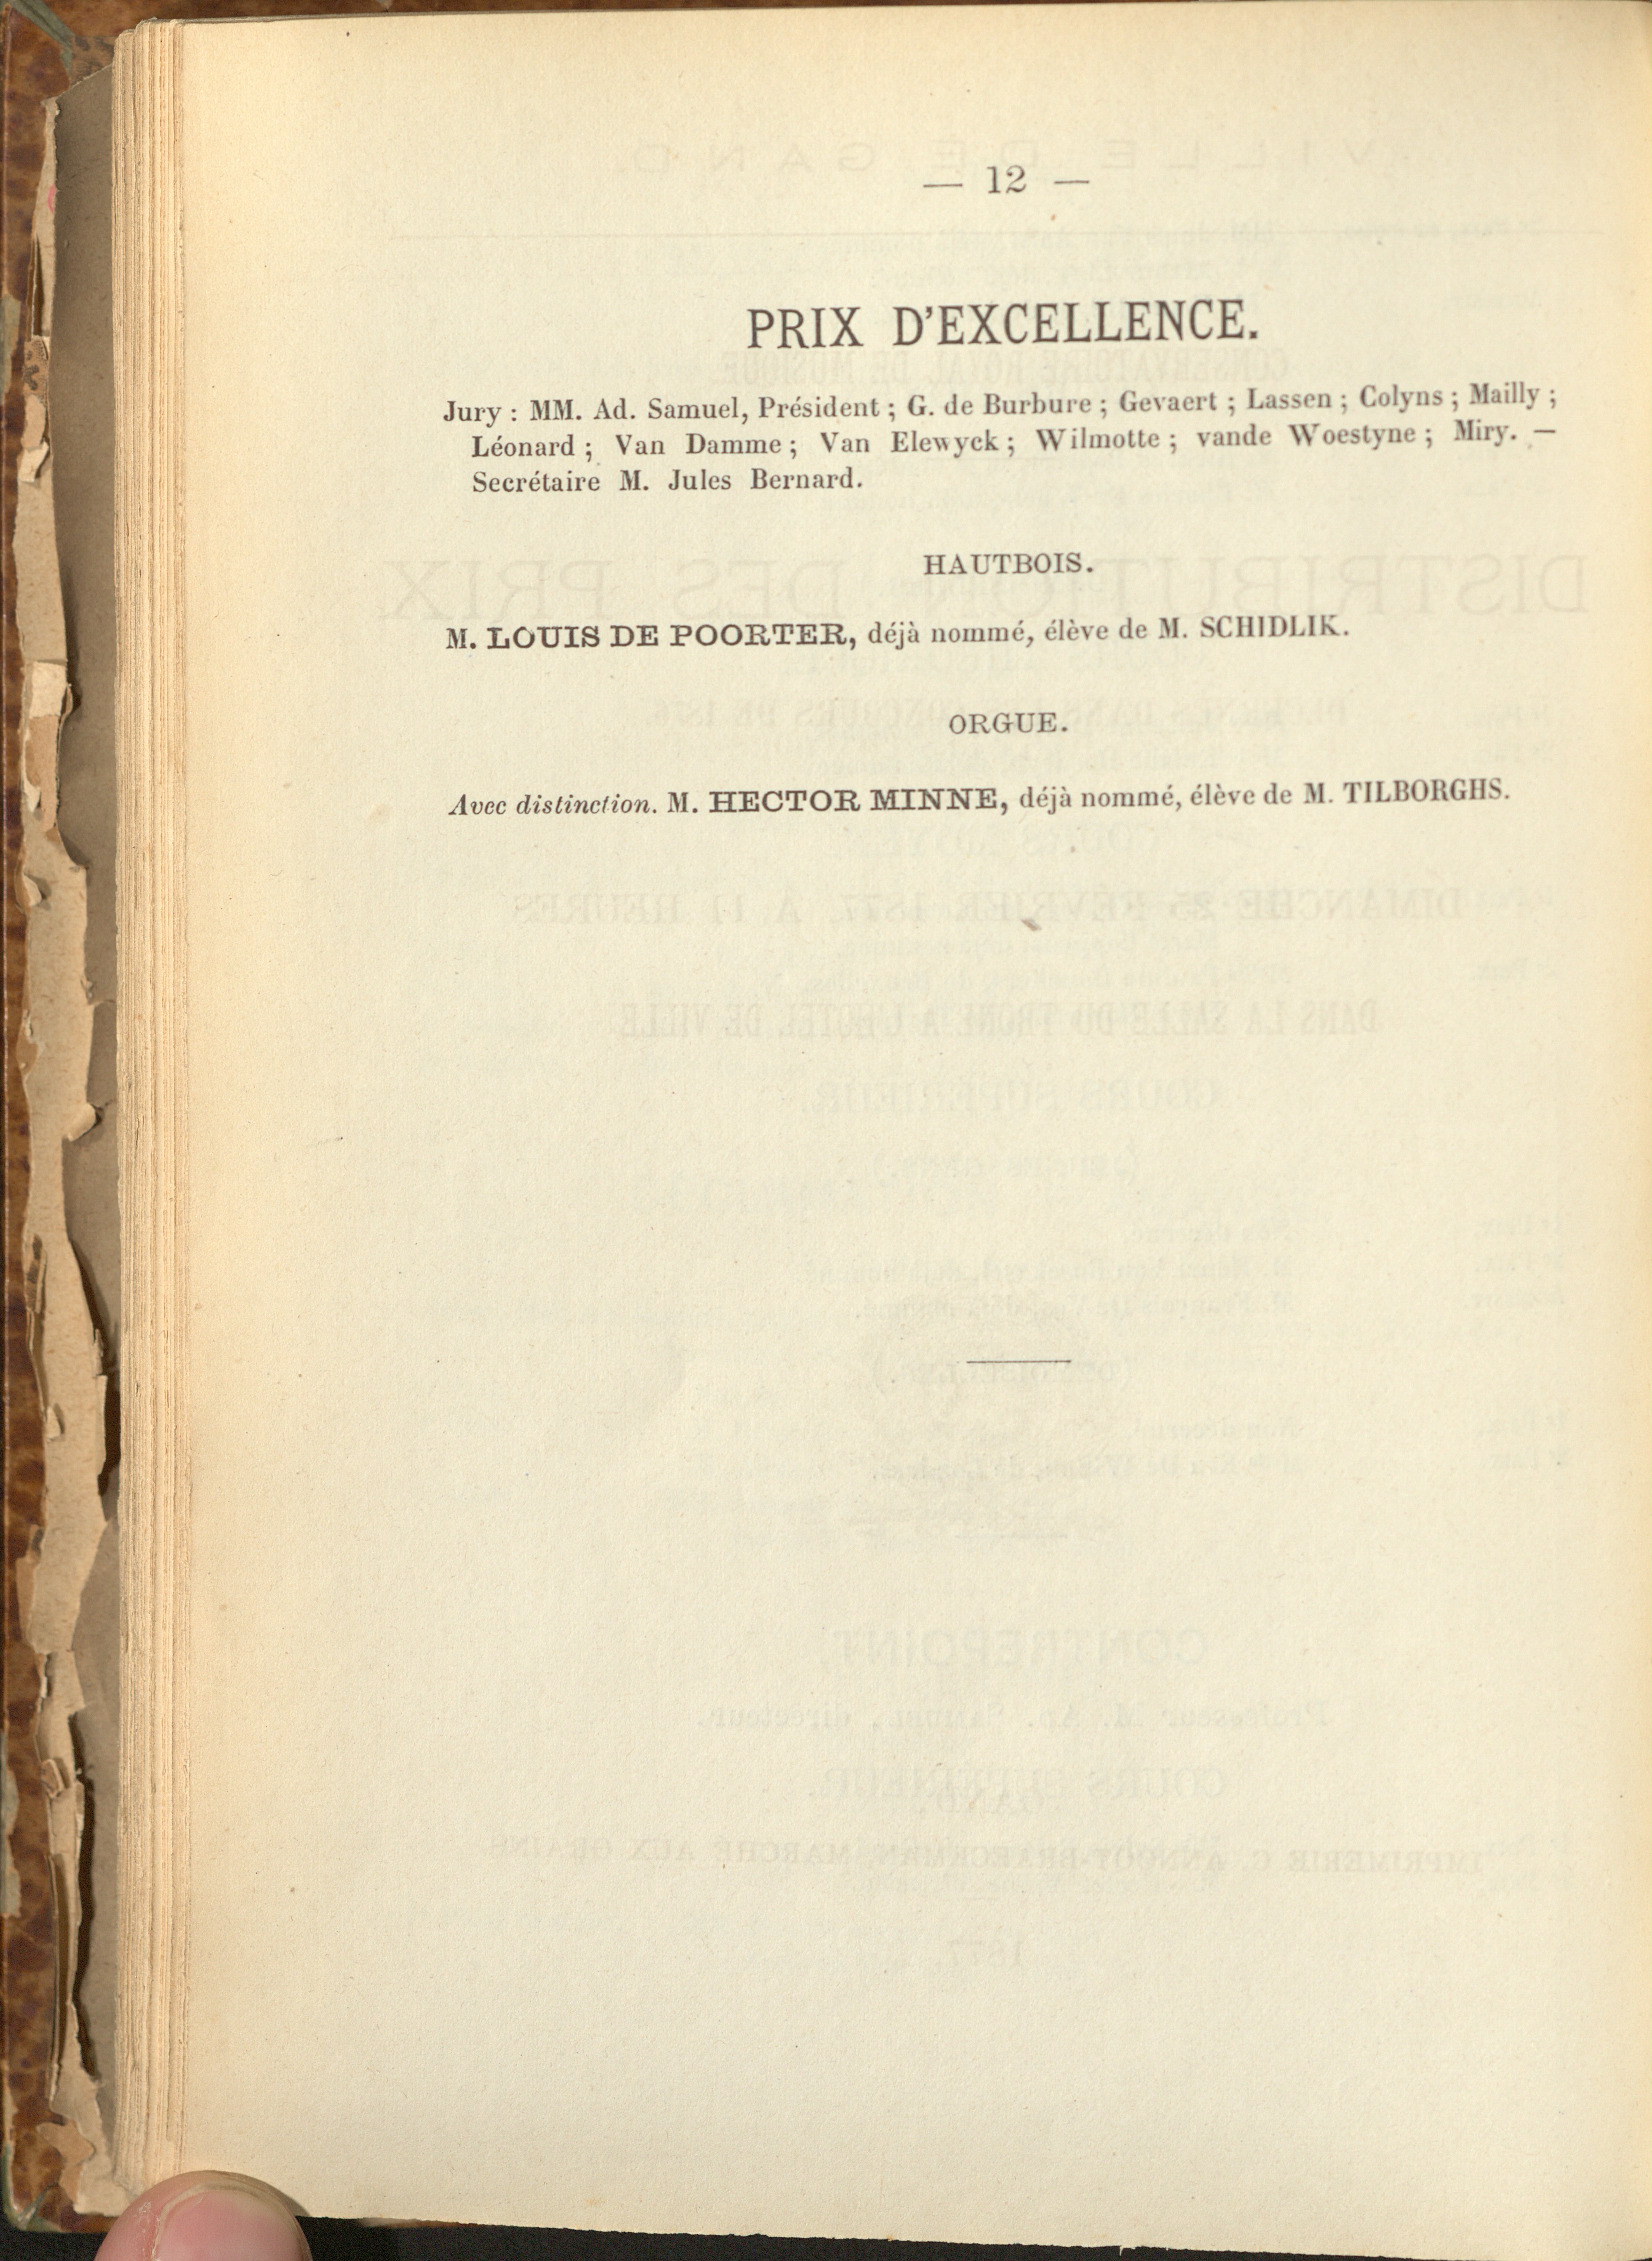 — 12 —
PRIX D'EXCELLENCE.
Jury : MM. Ad. Samuel, Président ; G. de Burbure ; Gevaert ; Lassen ; Colyns ; Mailly ;
Léonard ; Van Damme ; Van Elewyck ; Wilmotte ; vande Woestyne ; Miry. —
Secrétaire M. Jules Bernard.
HAUTBOIS.
M. LOUIS DE POORTER, déjà nommé, élève de M. SCHIDLIK.
ORGUE.
Avec distinction. M. HECTOR MINNE, déjà nommé, élève de M. TILBORGHS.